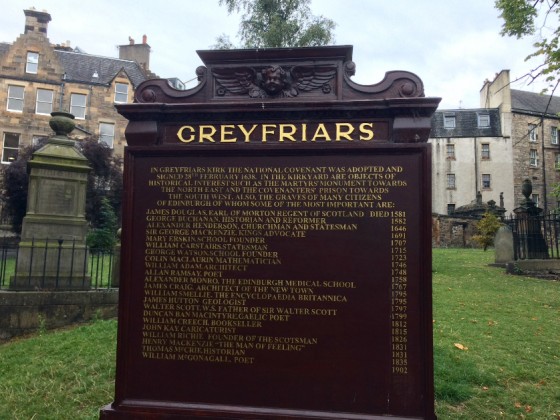 GREYFRIARS
IN GREYFRIARS KIRK THE NATIONAL COVENANT WAS ADOPTED AND
SIGNED 28TH FEBRUARY 1638. IN THE KIRKYARD ARE OBJECTS OF
HISTORICAL INTEREST SUCH AS THE MARTYRS' MONUMENT TOWARDS
THE NORTH EAST AND THE COVENANTERS' PRISON TOWARDS
THE SOUTH WEST. ALSO, THE GRAVES OF MANY CITIZENS
OF EDINBURGH OF WHOM SOME OF THE MOST IMPORTANT ARE:
JAMES DOUGLAS, EARL OF MORTON REGENT OF SCOTLAND DIED 1581
GEORGE BUCHANAN, HISTORIAN AND REFORMER 1582
ALEXANDER HENDERSON, CHURCHMAN AND STATESMAN 1646
SIR GEORGE MACKENZIE, KINGS ADVOCATE 1691
MARY ERSKINE, SCHOOL FOUNDER 1707
WILLIAM CARSTAIRS, STATESMAN 1715
GEORGE WATSON, SCHOOL FOUNDER 1723
COLIN MACLAURIN MATHEMATICIAN 1746
WILLIAM ADAM, ARCHITECT 1748
ALLAN RAMSAY, POET 1758
ALEXANDER MONRO, THE EDINBURGH MEDICAL SCHOOL 1767
JAMES CRAIG, ARCHITECT OF THE NEW TOWN 1795
WILLIAM SMELLIE, THE ENCYCLOPAEDIA BRITANNICA 1795
JAMES HUTTON, GEOLOGIST 1797
WALTER SCOTT, W.S. FATHER OF SIR WALTER SCOTT 1799
DUNCAN BAN MACINTYRE, GAELIC POET 1812
WILLIAM CREECH, BOOKSELLER 1815
JOHN KAY, CARICATURIST 1826
WILLIAM RICHIE, FOUNDER OF THE SCOTSMAN 1831
HENRY MACKENZIE "THE MAN OF FEELING" 1831
THOMAS MCCRIE, HISTORIAN 1835
WILLIAM McGONAGALL, POET 1902